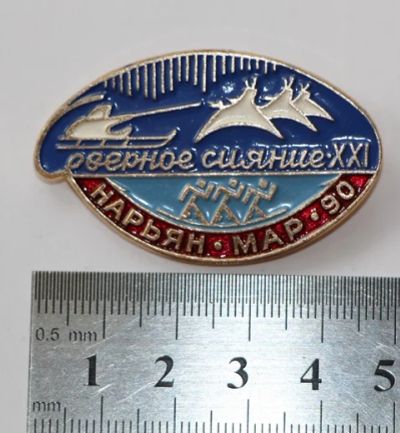 Северное сияние·XXI
НАРЬЯН·МАР·90
0.5 mm
1 2 3 4 5
mm